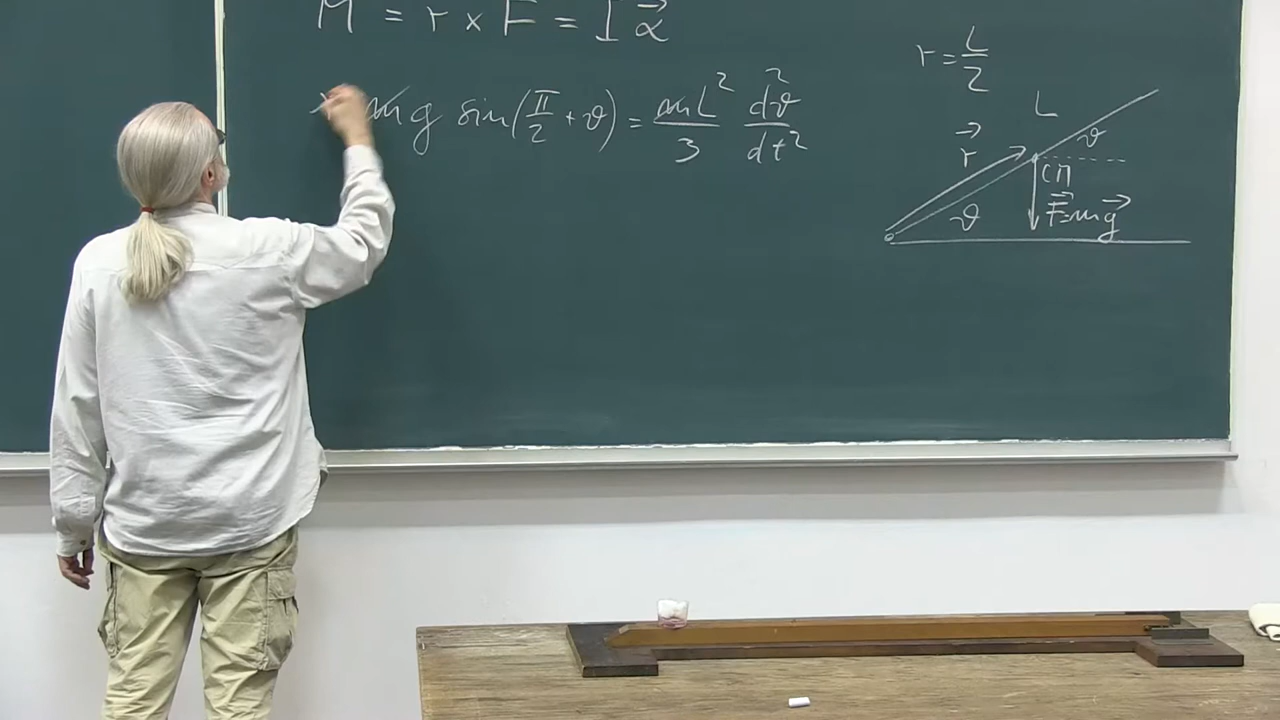 M = r × F = I α⃗
mg sin(π/2 + ϑ) = mL²/3 d²ϑ/dt²
r = L/2
L
r⃗
ϑ
CM
ϑ
F⃗=mg⃗